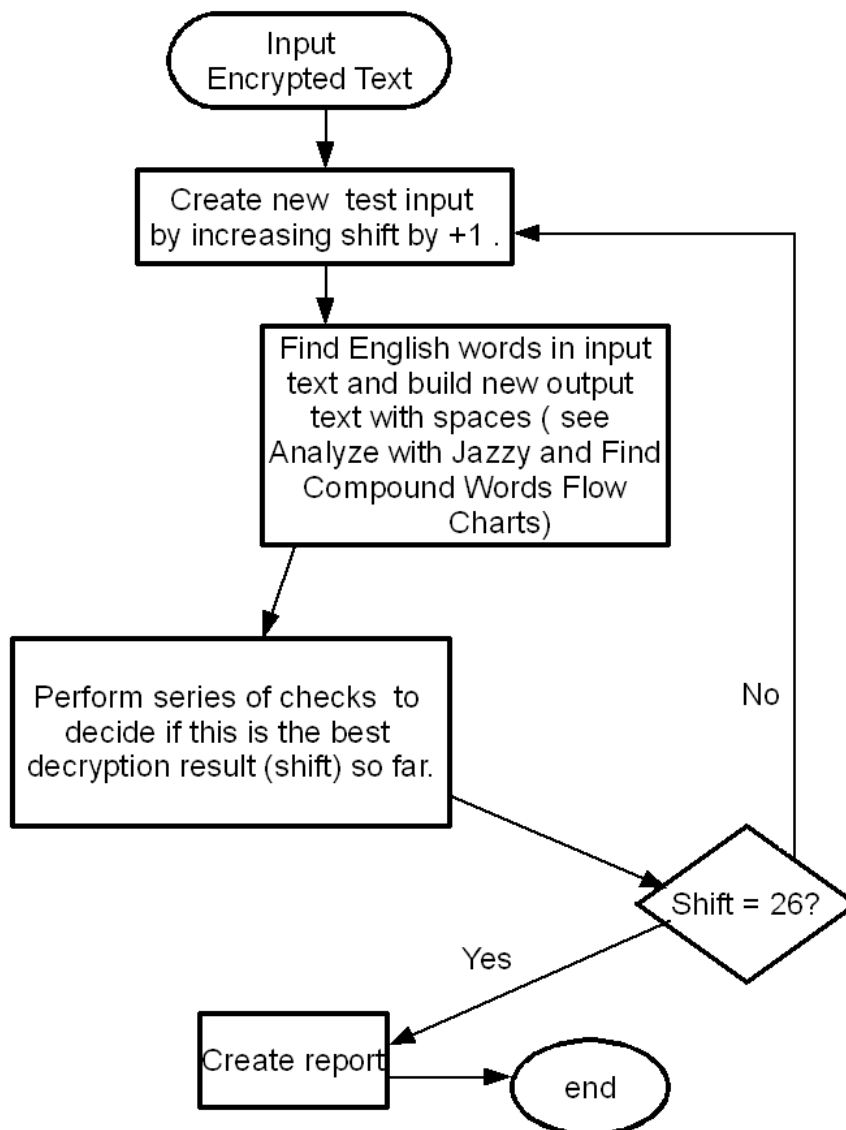 Input
Encrypted Text
Create new test input
by increasing shift by +1 .
Find English words in input
text and build new output
text with spaces ( see
Analyze with Jazzy and Find
Compound Words Flow
Charts)
Perform series of checks to
decide if this is the best
decryption result (shift) so far.
No
Shift = 26?
Yes
Create report
end